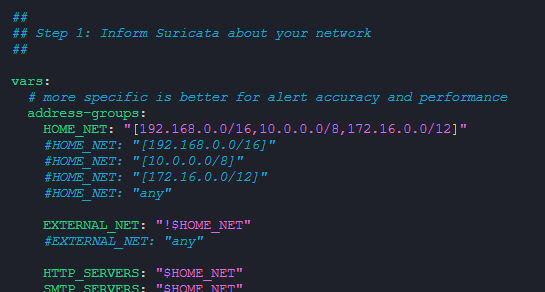 ##
## Step 1: Inform Suricata about your network
##
vars:
# more specific is better for alert accuracy and performance
address-groups:
HOME_NET: "[192.168.0.0/16,10.0.0.0/8,172.16.0.0/12]"
#HOME_NET: "[192.168.0.0/16]"
#HOME_NET: "[10.0.0.0/8]"
#HOME_NET: "[172.16.0.0/12]"
#HOME_NET: "any"
EXTERNAL_NET: "!$HOME_NET"
#EXTERNAL_NET: "any"
HTTP_SERVERS: "$HOME_NET"
SMTP_SERVERS: "$HOME_NET"